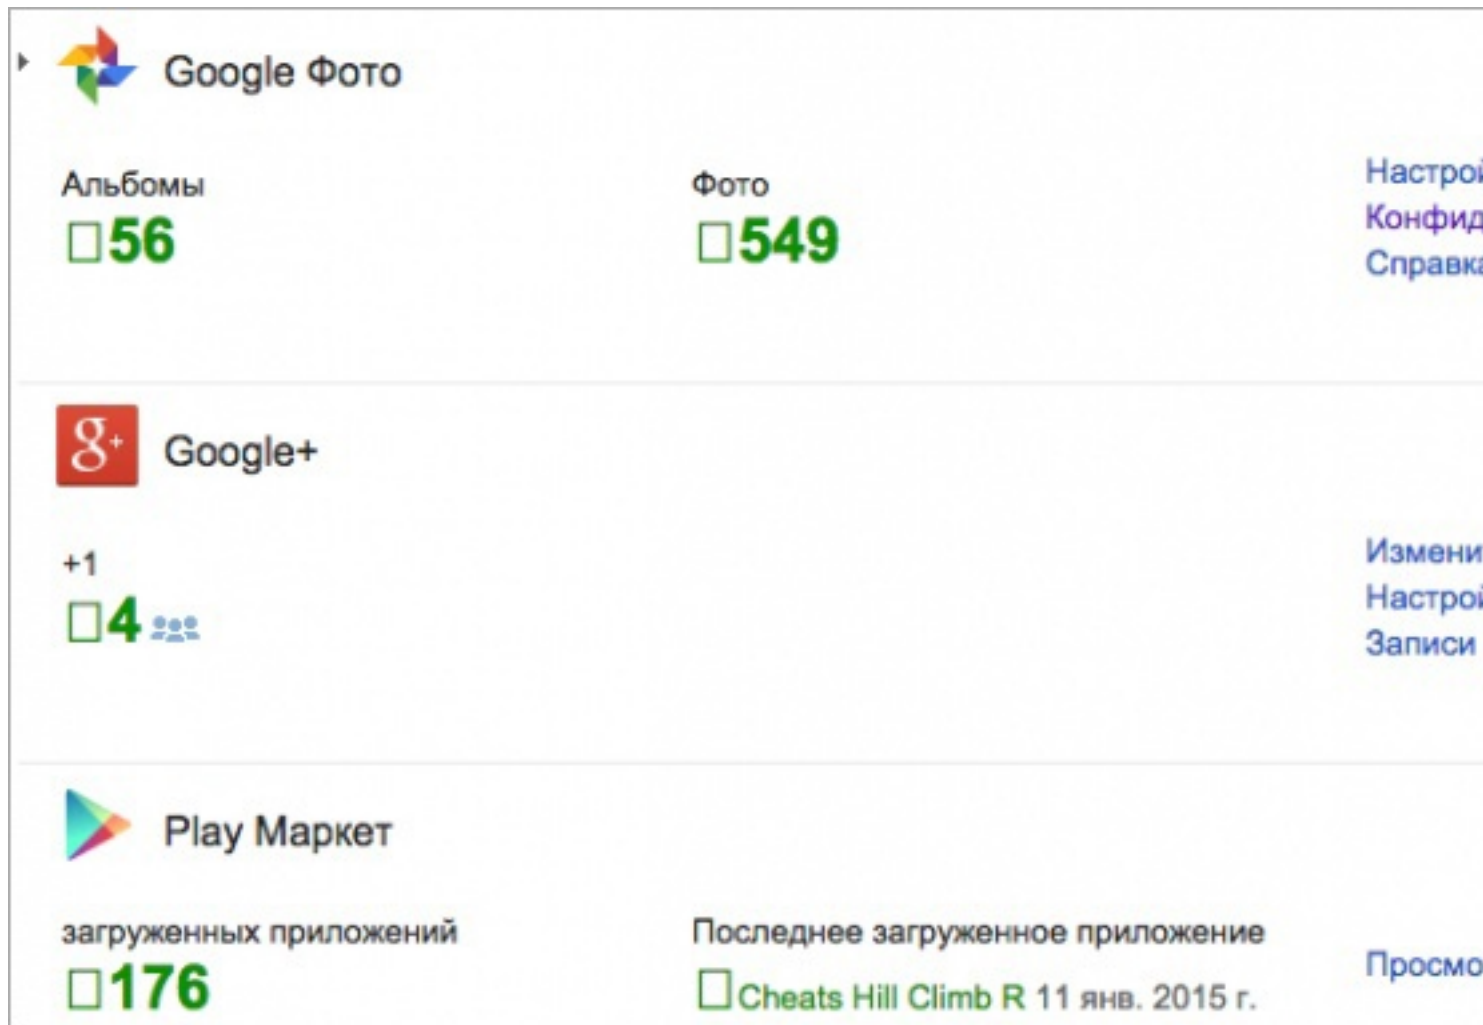 Google Фото
Альбомы
56
Фото
549
Google+
+1
4
Play Маркет
загруженных приложений
176
Последнее загруженное приложение
Cheats Hill Climb R 11 янв. 2015 г.
Записи